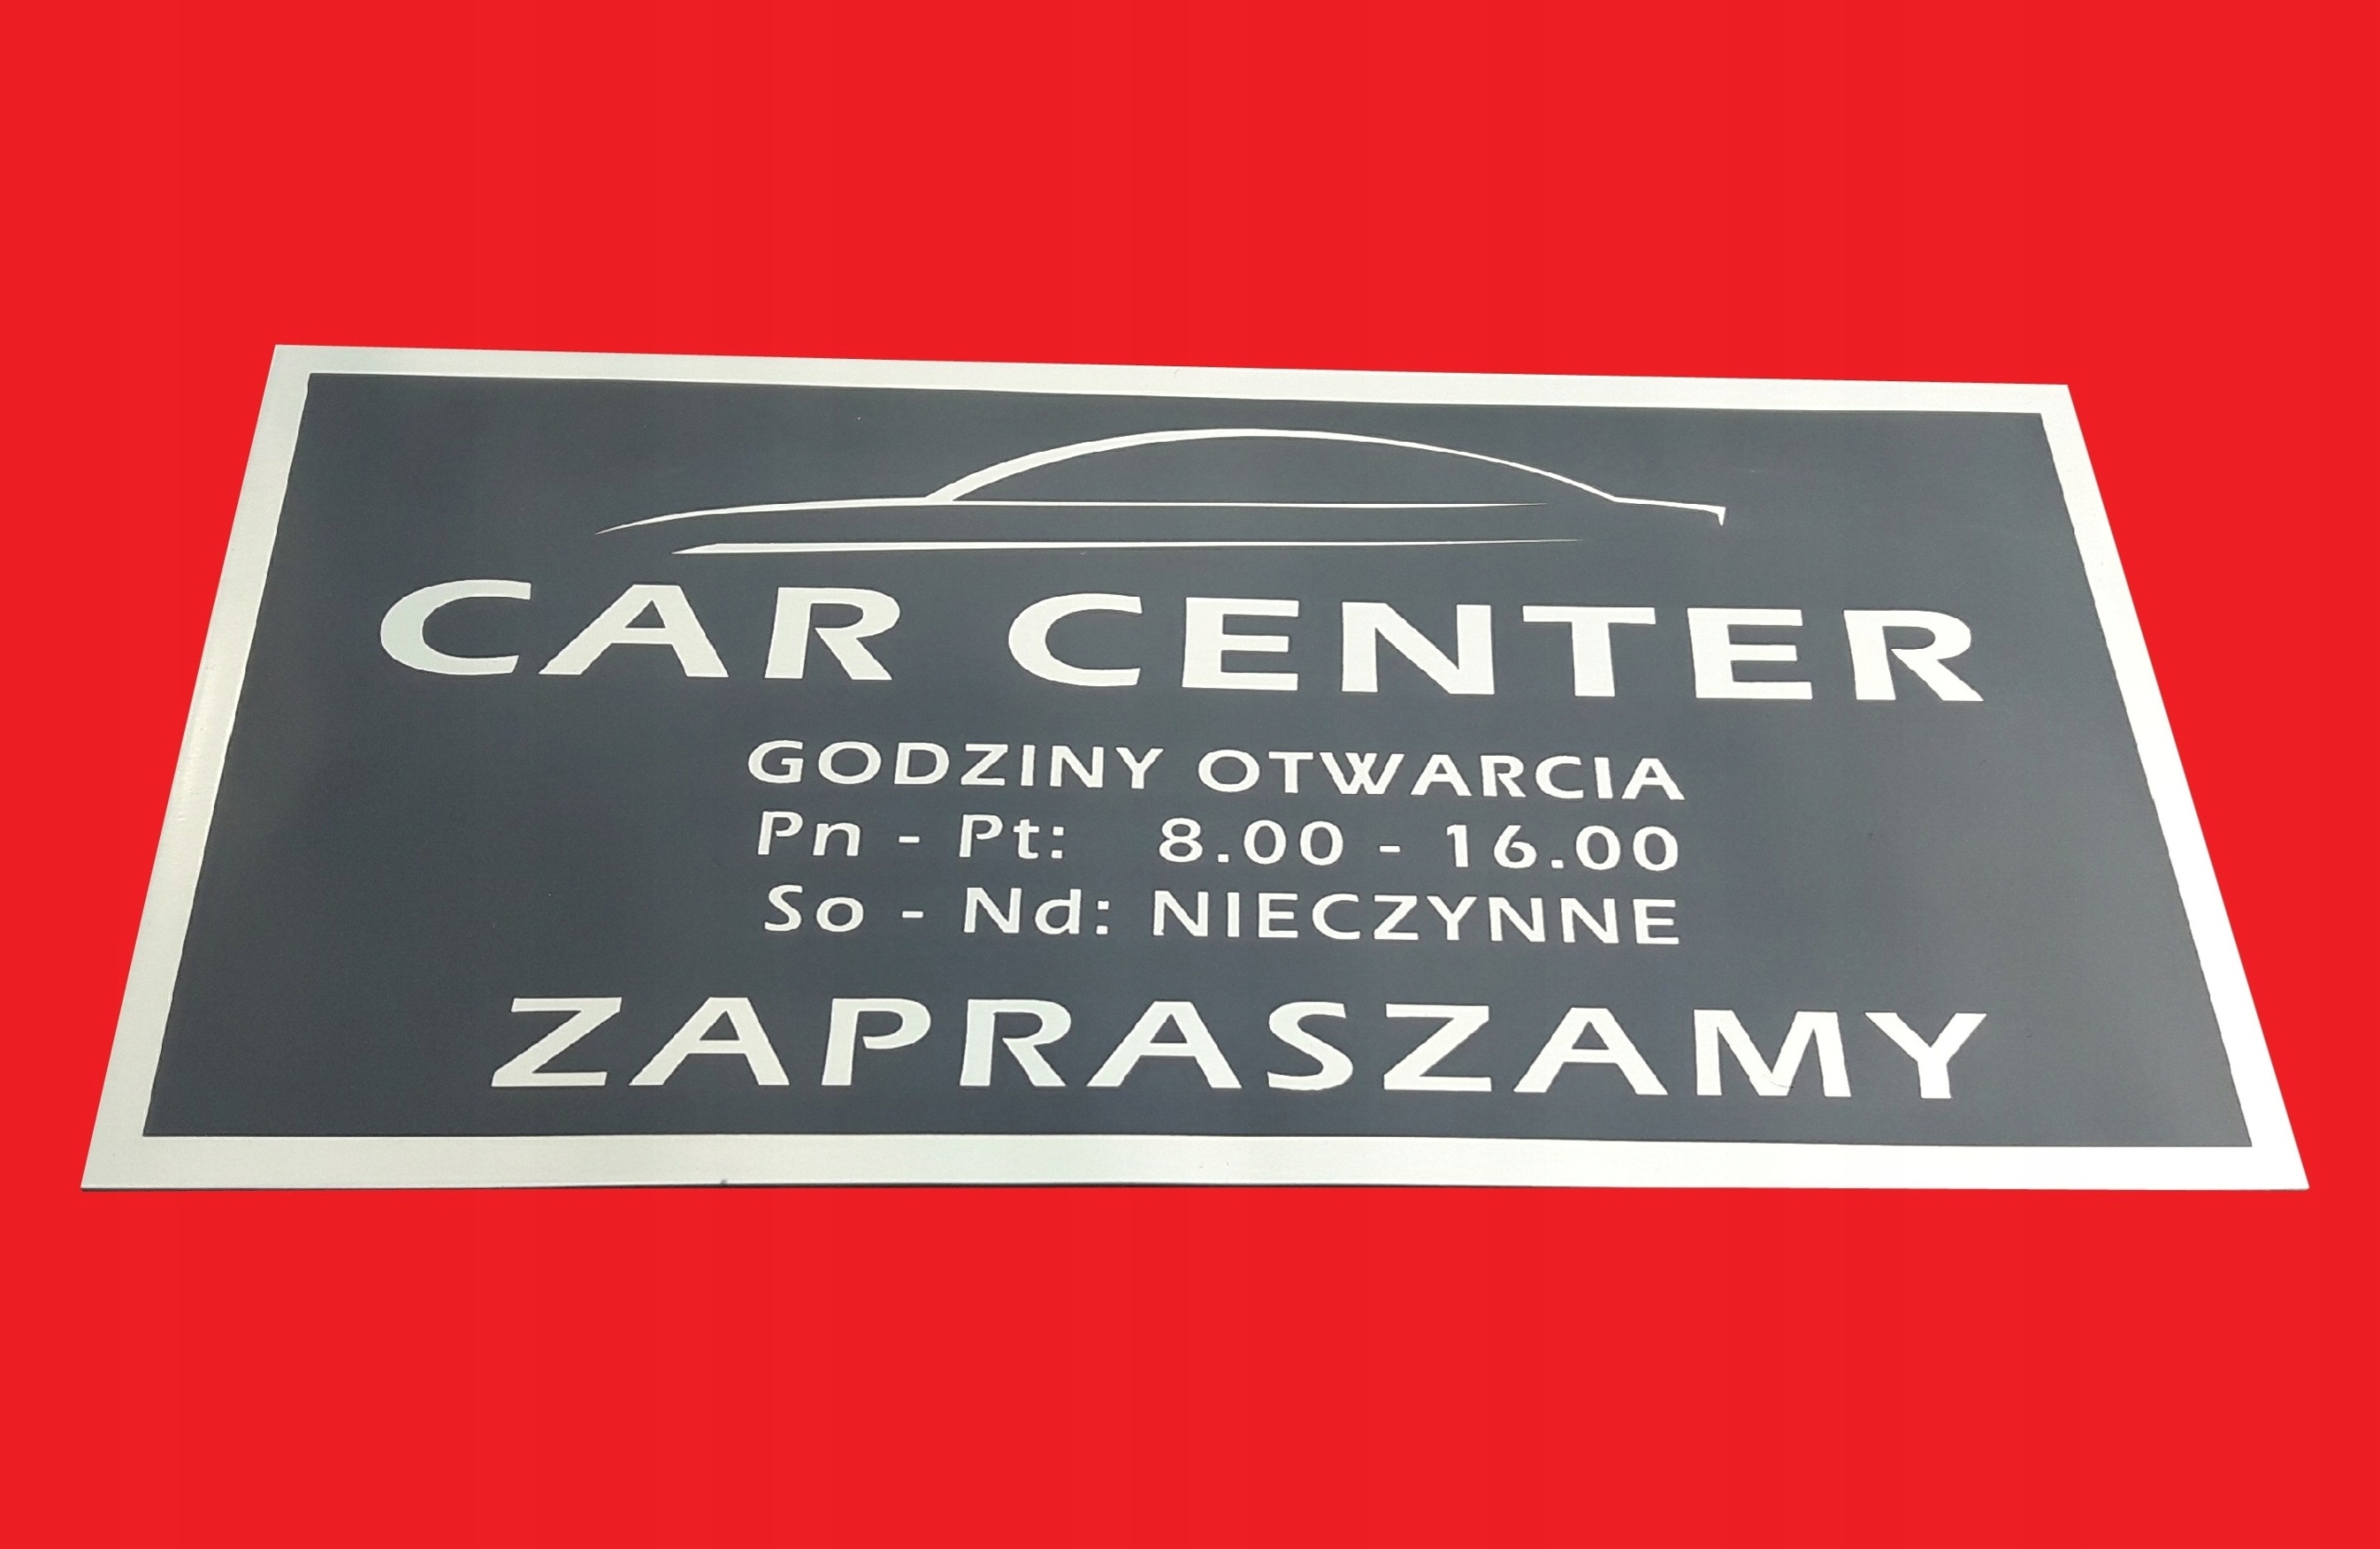 CAR CENTER
GODZINY OTWARCIA
Pn - Pt: 8.00 - 16.00
So - Nd: NIECZYNNE
ZAPRASZAMY